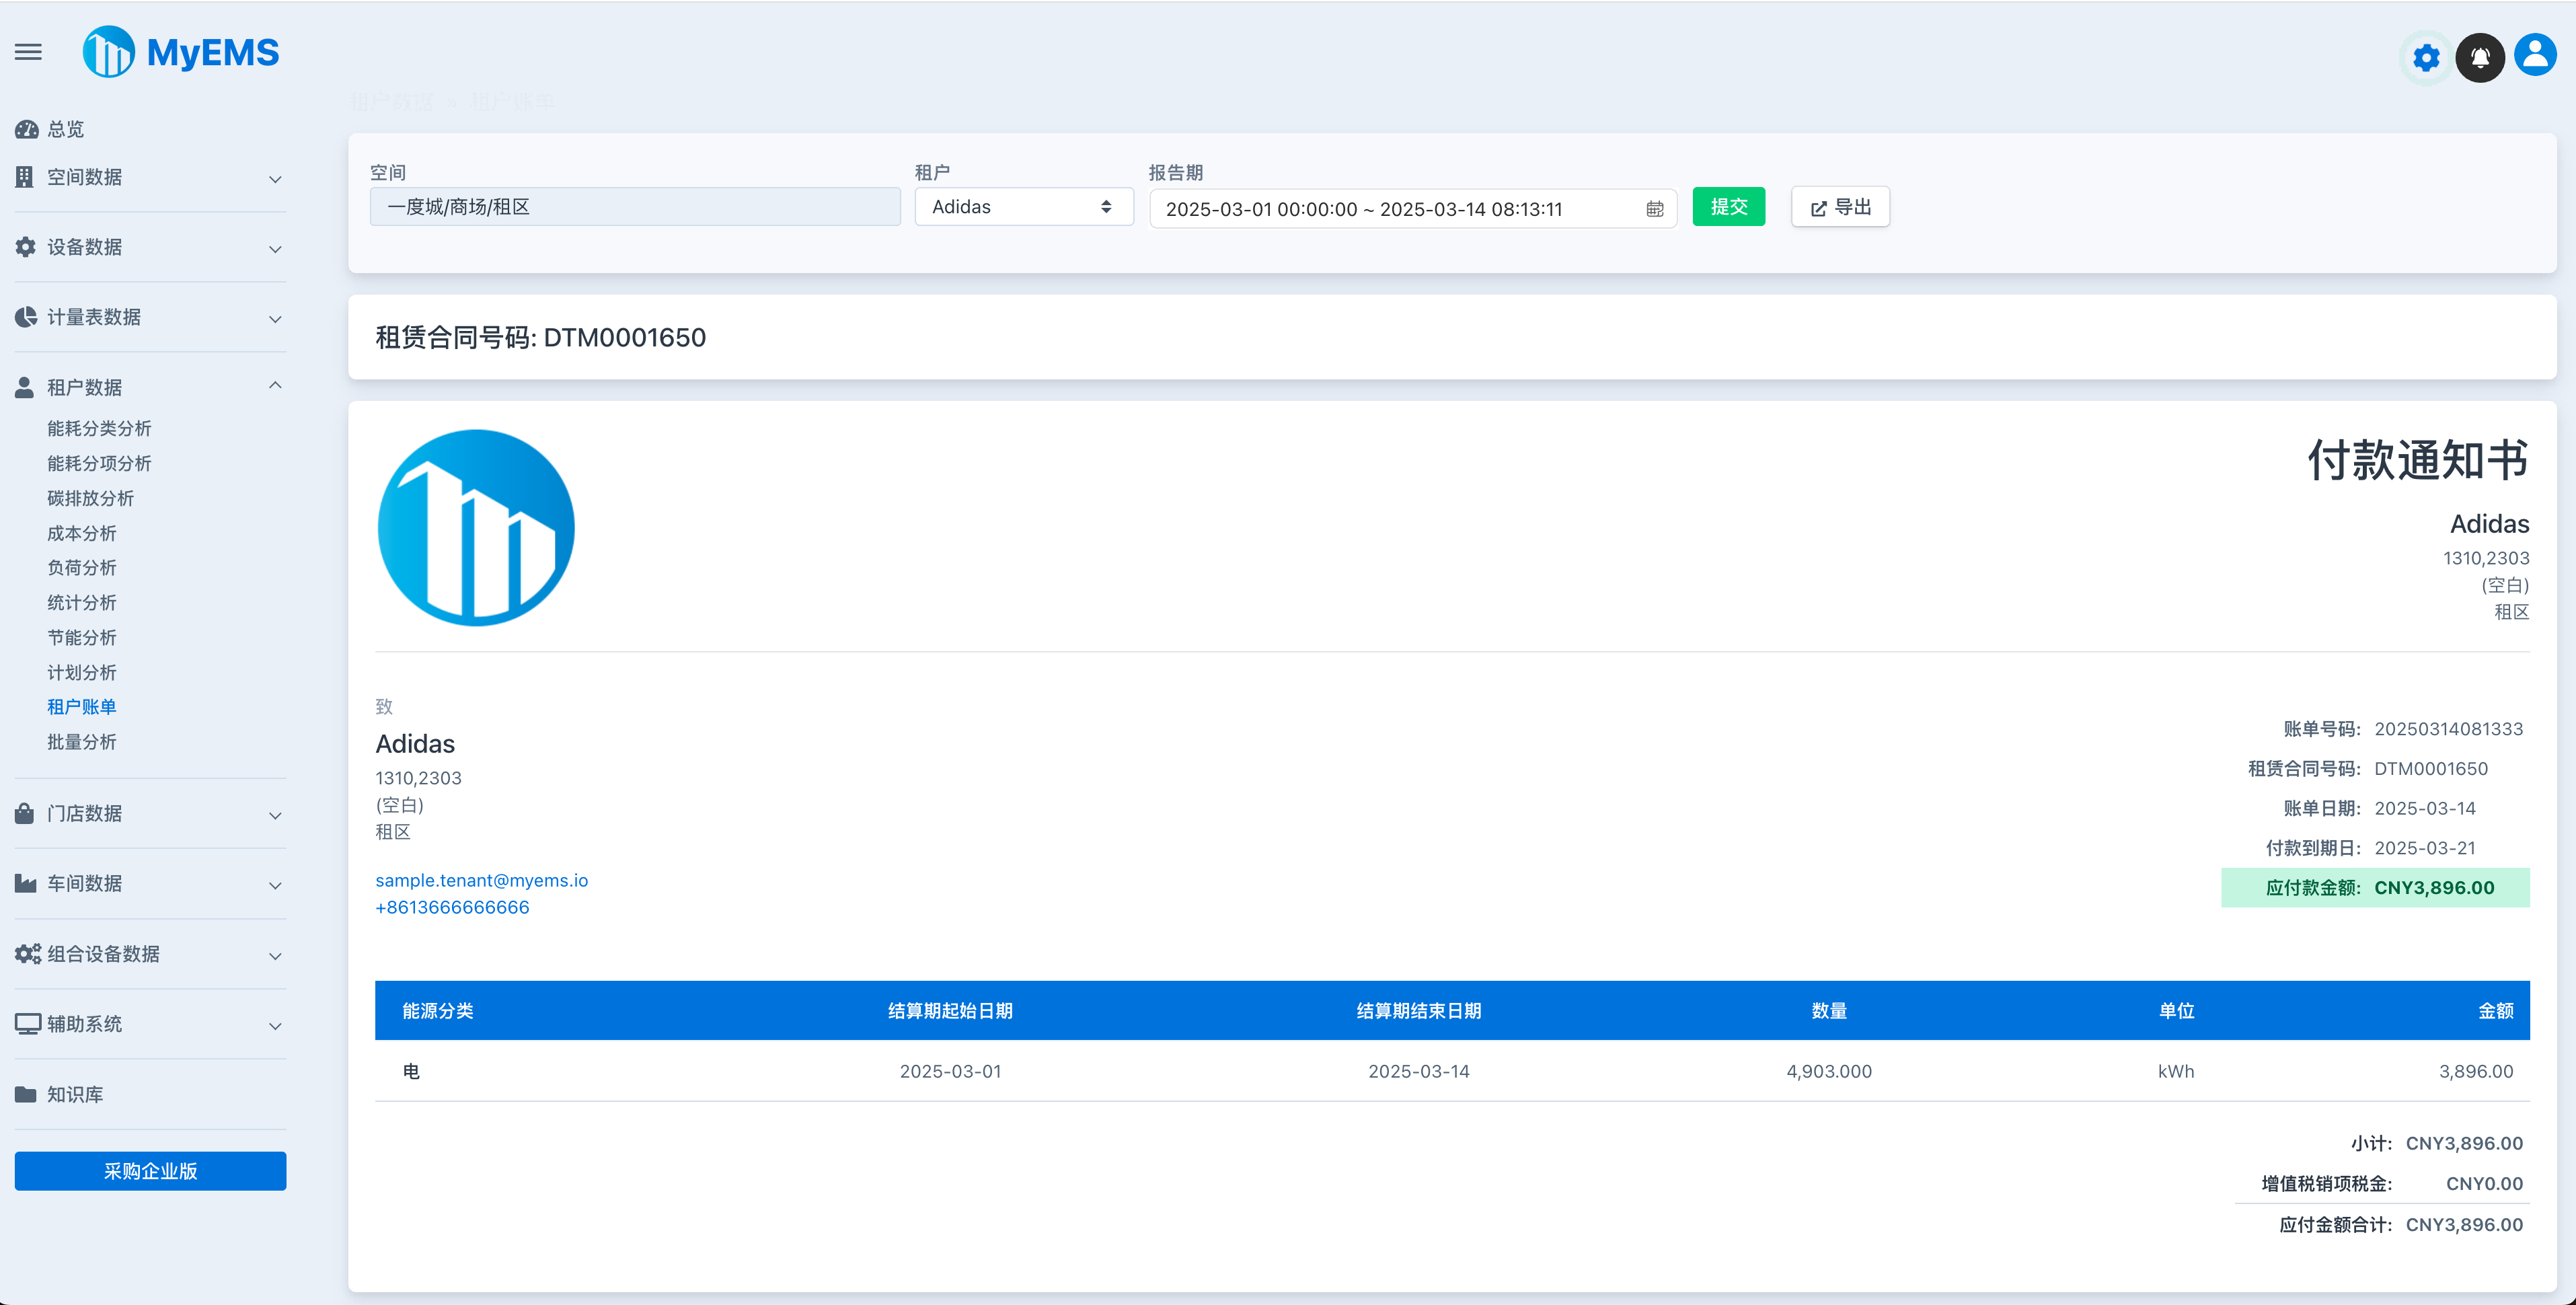 MyEMS
租户数据 » 租户账单
总览
空间数据
设备数据
计量表数据
租户数据
能耗分类分析
能耗分项分析
碳排放分析
成本分析
负荷分析
统计分析
节能分析
计划分析
租户账单
批量分析
门店数据
车间数据
组合设备数据
辅助系统
知识库
采购企业版
空间 租户 报告期
一度城/商场/租区 Adidas 2025-03-01 00:00:00 ~ 2025-03-14 08:13:11 提交 导出
租赁合同号码: DTM0001650
付款通知书
Adidas
1310,2303
(空白)
租区
致
Adidas
1310,2303
(空白)
租区
sample.tenant@myems.io
+8613666666666
账单号码: 20250314081333
租赁合同号码: DTM0001650
账单日期: 2025-03-14
付款到期日: 2025-03-21
应付款金额: CNY3,896.00
能源分类 结算期起始日期 结算期结束日期 数量 单位 金额
电 2025-03-01 2025-03-14 4,903.000 kWh 3,896.00
小计: CNY3,896.00
增值税销项税金: CNY0.00
应付金额合计: CNY3,896.00